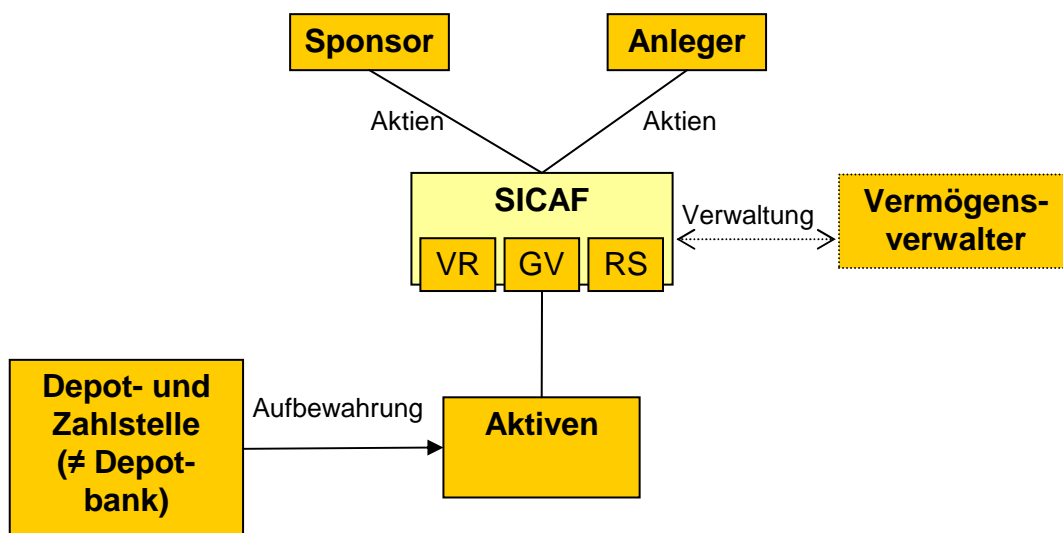 Sponsor
Anleger
Aktien
Aktien
SICAF
VR
GV
RS
Verwaltung
Vermögens-
verwalter
Depot- und
Zahlstelle
(≠ Depot-
bank)
Aufbewahrung
Aktiven